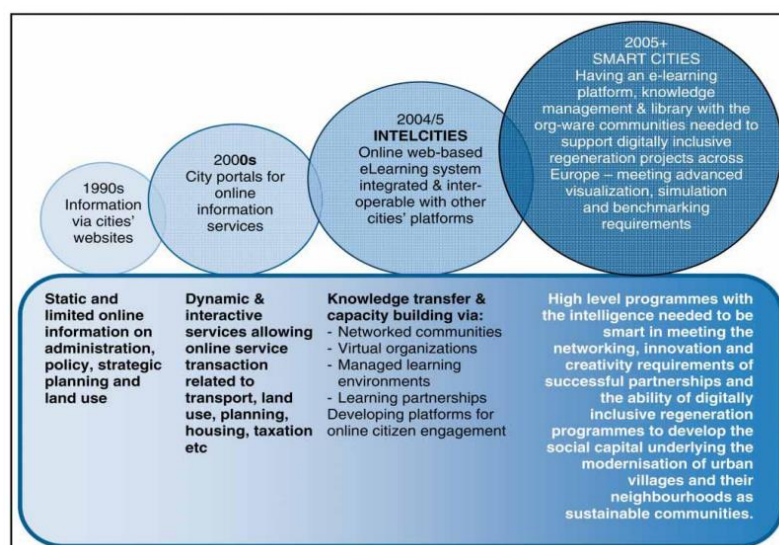 1990s
Information
via cities'
websites
2000s
City portals for
online
information
services
2004/5
INTELCITIES
Online web-based
eLearning system
integrated & inter-
operable with other
cities' platforms
2005+
SMART CITIES
Having an e-learning
platform, knowledge
management & library with the
org-ware communities needed to
support digitally inclusive
regeneration projects across
Europe – meeting advanced
visualization, simulation
and benchmarking
requirements
Static and
limited online
information on
administration,
policy, strategic
planning and
land use
Dynamic &
interactive
services allowing
online service
transaction
related to
transport, land
use, planning,
housing, taxation
etc
Knowledge transfer &
capacity building via:
- Networked communities
- Virtual organizations
- Managed learning
environments
- Learning partnerships
Developing platforms for
online citizen engagement
High level programmes with
the intelligence needed to be
smart in meeting the
networking, innovation and
creativity requirements of
successful partnerships and
the ability of digitally
inclusive regeneration
programmes to develop the
social capital underlying the
modernisation of urban
villages and their
neighbourhoods as
sustainable communities.